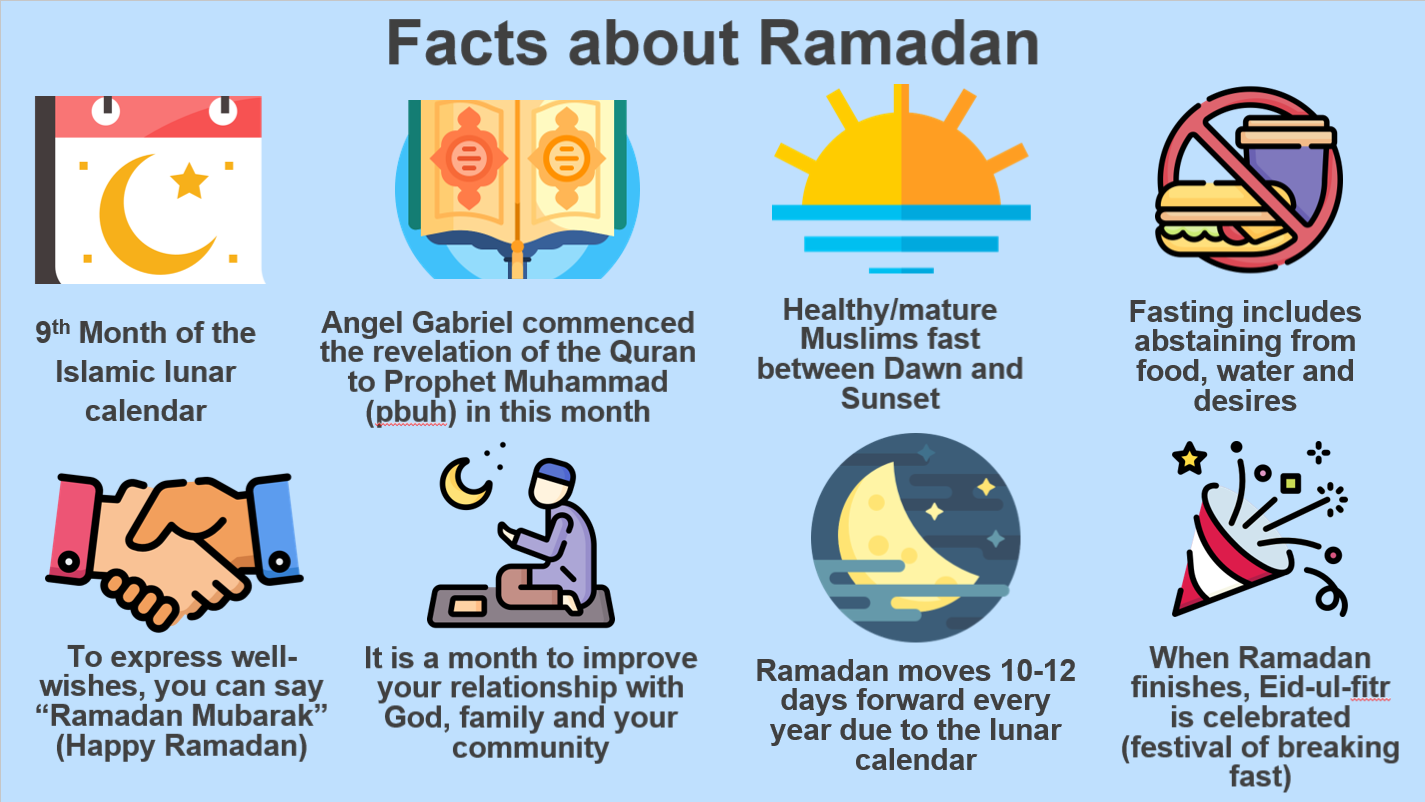 Facts about Ramadan
9th Month of the
Islamic lunar
calendar
Angel Gabriel commenced
the revelation of the Quran
to Prophet Muhammad
(pbuh) in this month
Healthy/mature
Muslims fast
between Dawn and
Sunset
Fasting includes
abstaining from
food, water and
desires
To express well-
wishes, you can say
“Ramadan Mubarak”
(Happy Ramadan)
It is a month to improve
your relationship with
God, family and your
community
Ramadan moves 10-12
days forward every
year due to the lunar
calendar
When Ramadan
finishes, Eid-ul-fitr
is celebrated
(festival of breaking
fast)